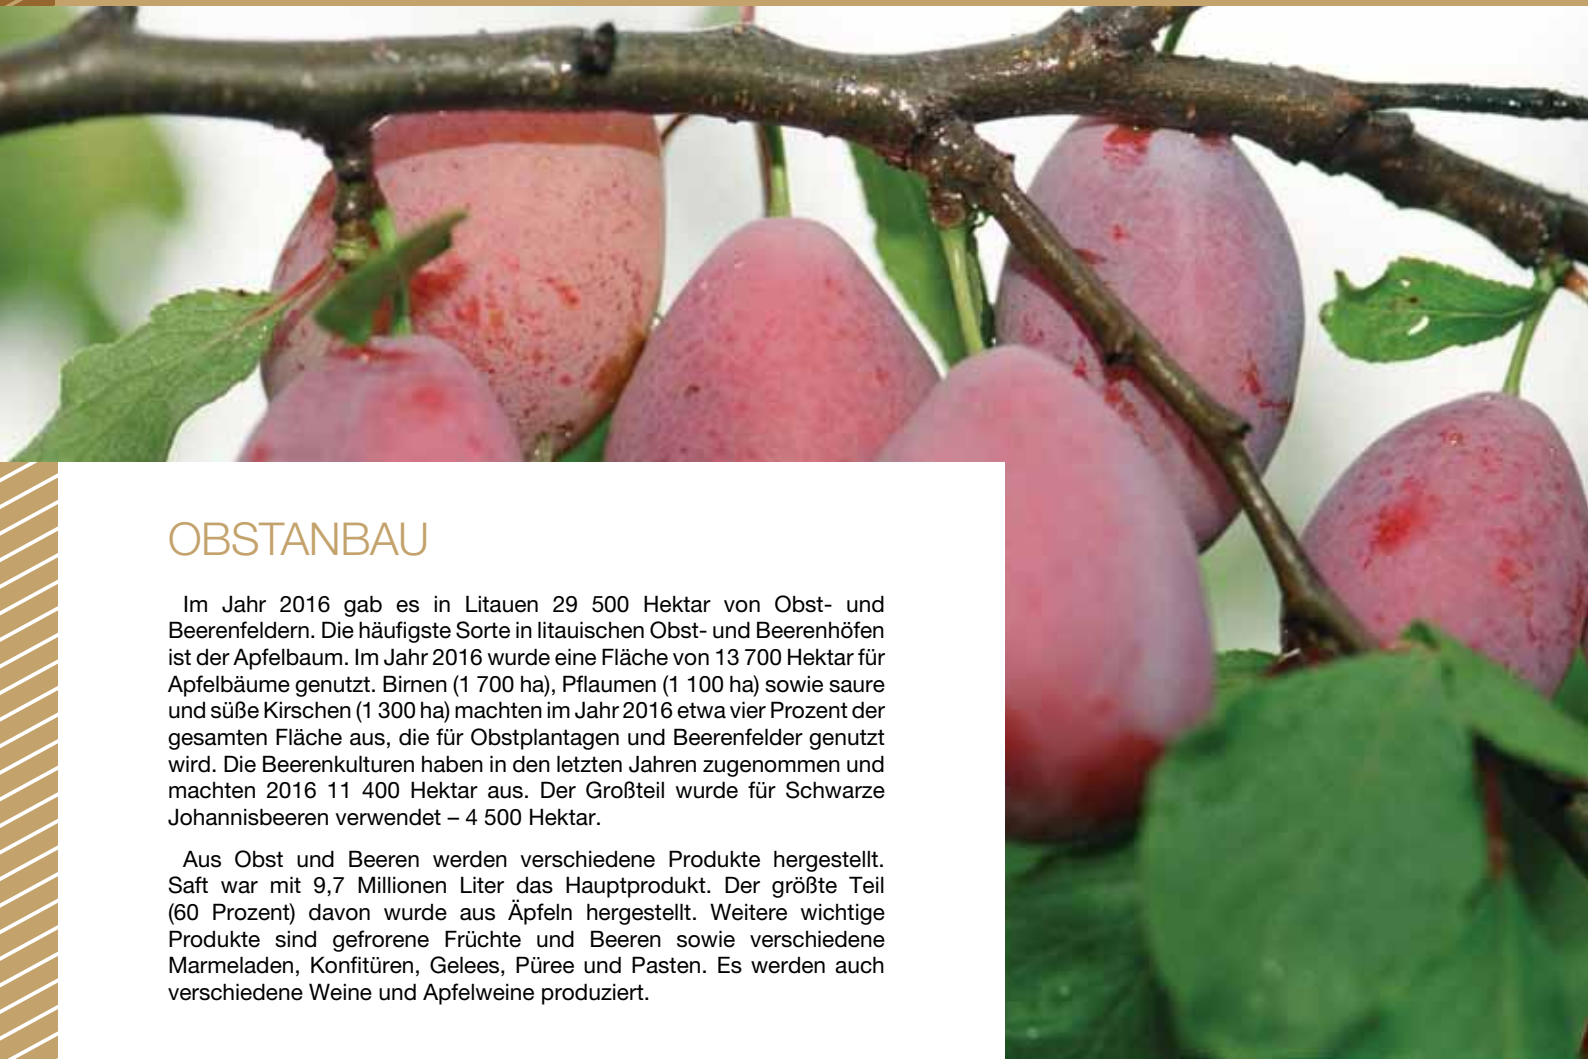 OBSTANBAU
Im Jahr 2016 gab es in Litauen 29 500 Hektar von Obst- und
Beerenfeldern. Die häufigste Sorte in litauischen Obst- und Beerenhöfen
ist der Apfelbaum. Im Jahr 2016 wurde eine Fläche von 13 700 Hektar für
Apfelbäume genutzt. Birnen (1 700 ha), Pflaumen (1 100 ha) sowie saure
und süße Kirschen (1 300 ha) machten im Jahr 2016 etwa vier Prozent der
gesamten Fläche aus, die für Obstplantagen und Beerenfelder genutzt
wird. Die Beerenkulturen haben in den letzten Jahren zugenommen und
machten 2016 11 400 Hektar aus. Der Großteil wurde für Schwarze
Johannisbeeren verwendet – 4 500 Hektar.
Aus Obst und Beeren werden verschiedene Produkte hergestellt.
Saft war mit 9,7 Millionen Liter das Hauptprodukt. Der größte Teil
(60 Prozent) davon wurde aus Äpfeln hergestellt. Weitere wichtige
Produkte sind gefrorene Früchte und Beeren sowie verschiedene
Marmeladen, Konfitüren, Gelees, Püree und Pasten. Es werden auch
verschiedene Weine und Apfelweine produziert.